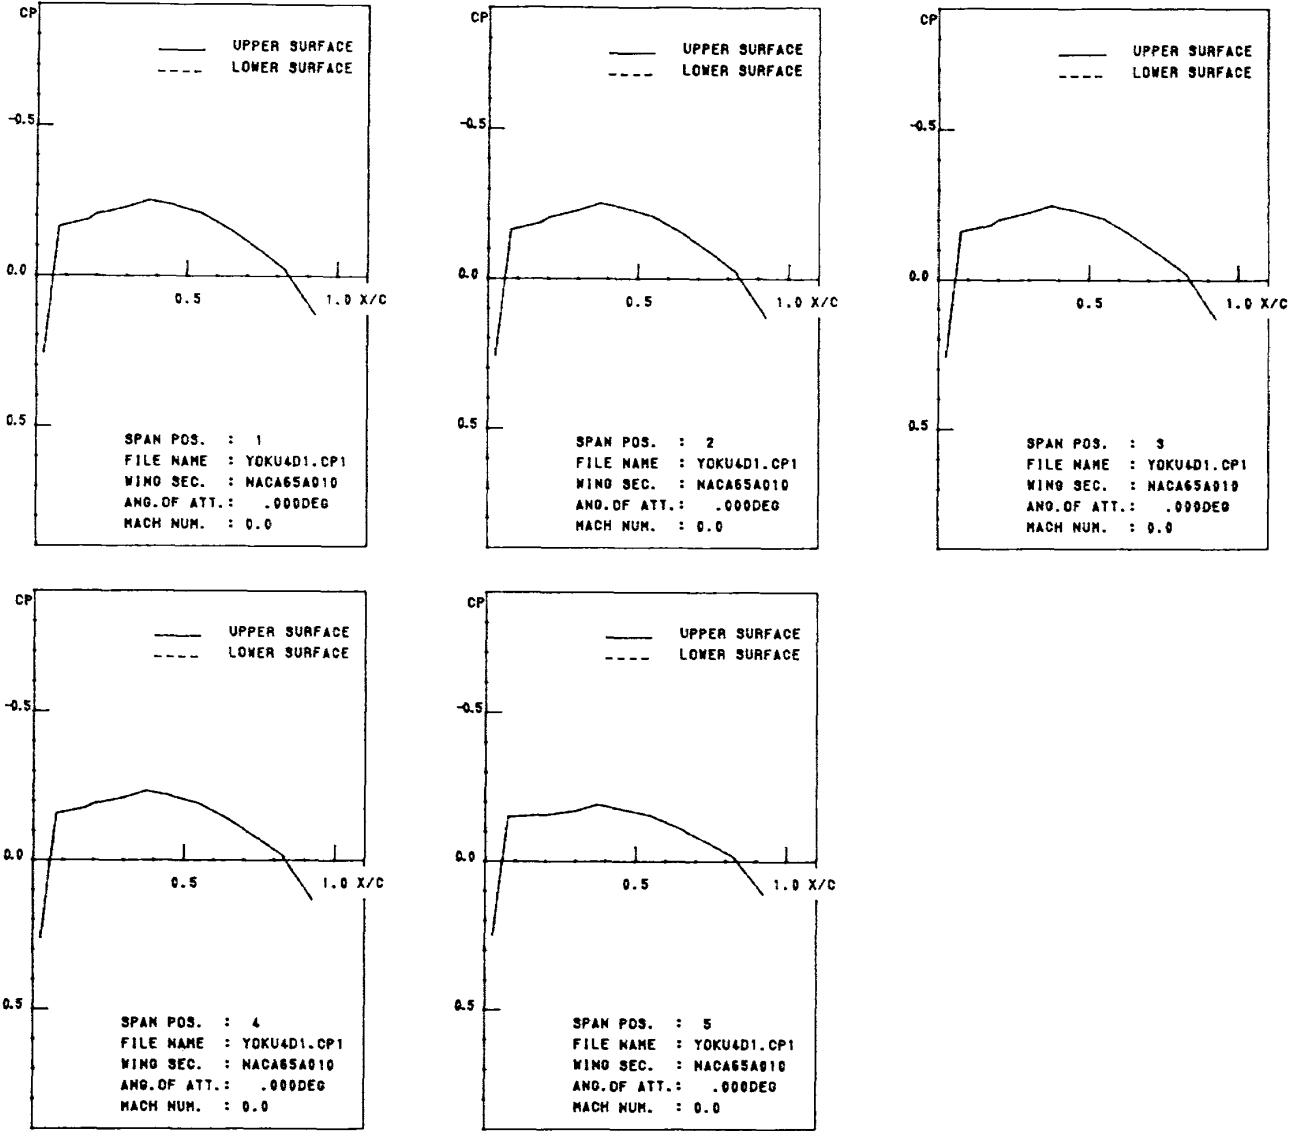 CP
UPPER SURFACE
LOWER SURFACE
-0.5
0.0
0.5
1.0 X/C
0.5
SPAN POS. : 1
FILE NAME : YOKU4D1.CP1
WING SEC. : NACA65A010
ANG.OF ATT.: .000DEG
MACH NUM. : 0.0
CP
UPPER SURFACE
LOWER SURFACE
-0.5
0.0
0.5
1.0 X/C
0.5
SPAN POS. : 2
FILE NAME : YOKU4D1.CP1
WING SEC. : NACA65A010
ANG.OF ATT.: .000DEG
MACH NUM. : 0.0
CP
UPPER SURFACE
LOWER SURFACE
-0.5
0.0
0.5
1.0 X/C
0.5
SPAN POS. : 3
FILE NAME : YOKU4D1.CP1
WING SEC. : NACA65A010
ANG.OF ATT.: .000DEG
MACH NUM. : 0.0
CP
UPPER SURFACE
LOWER SURFACE
-0.5
0.0
0.5
1.0 X/C
0.5
SPAN POS. : 4
FILE NAME : YOKU4D1.CP1
WING SEC. : NACA65A010
ANG.OF ATT.: .000DEG
MACH NUM. : 0.0
CP
UPPER SURFACE
LOWER SURFACE
-0.5
0.0
0.5
1.0 X/C
0.5
SPAN POS. : 5
FILE NAME : YOKU4D1.CP1
WING SEC. : NACA65A010
ANG.OF ATT.: .000DEG
MACH NUM. : 0.0